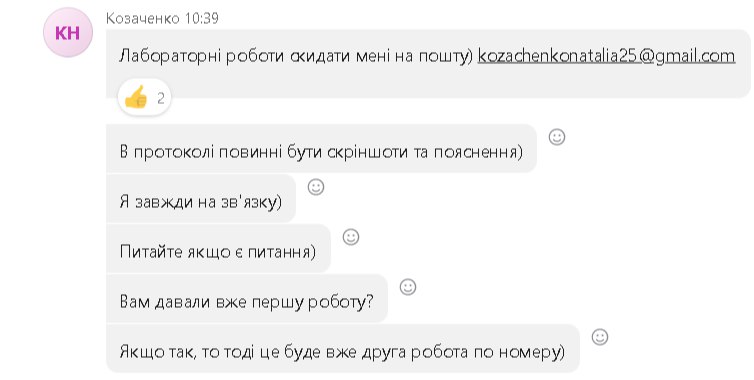 КН
Козаченко 10:39
Лабораторні роботи скидати мені на пошту) kozachenkonatalia25@gmail.com
2
В протоколі повинні бути скріншоти та пояснення)
Я завжди на зв'язку)
Питайте якщо є питання)
Вам давали вже першу роботу?
Якщо так, то тоді це буде вже друга робота по номеру)